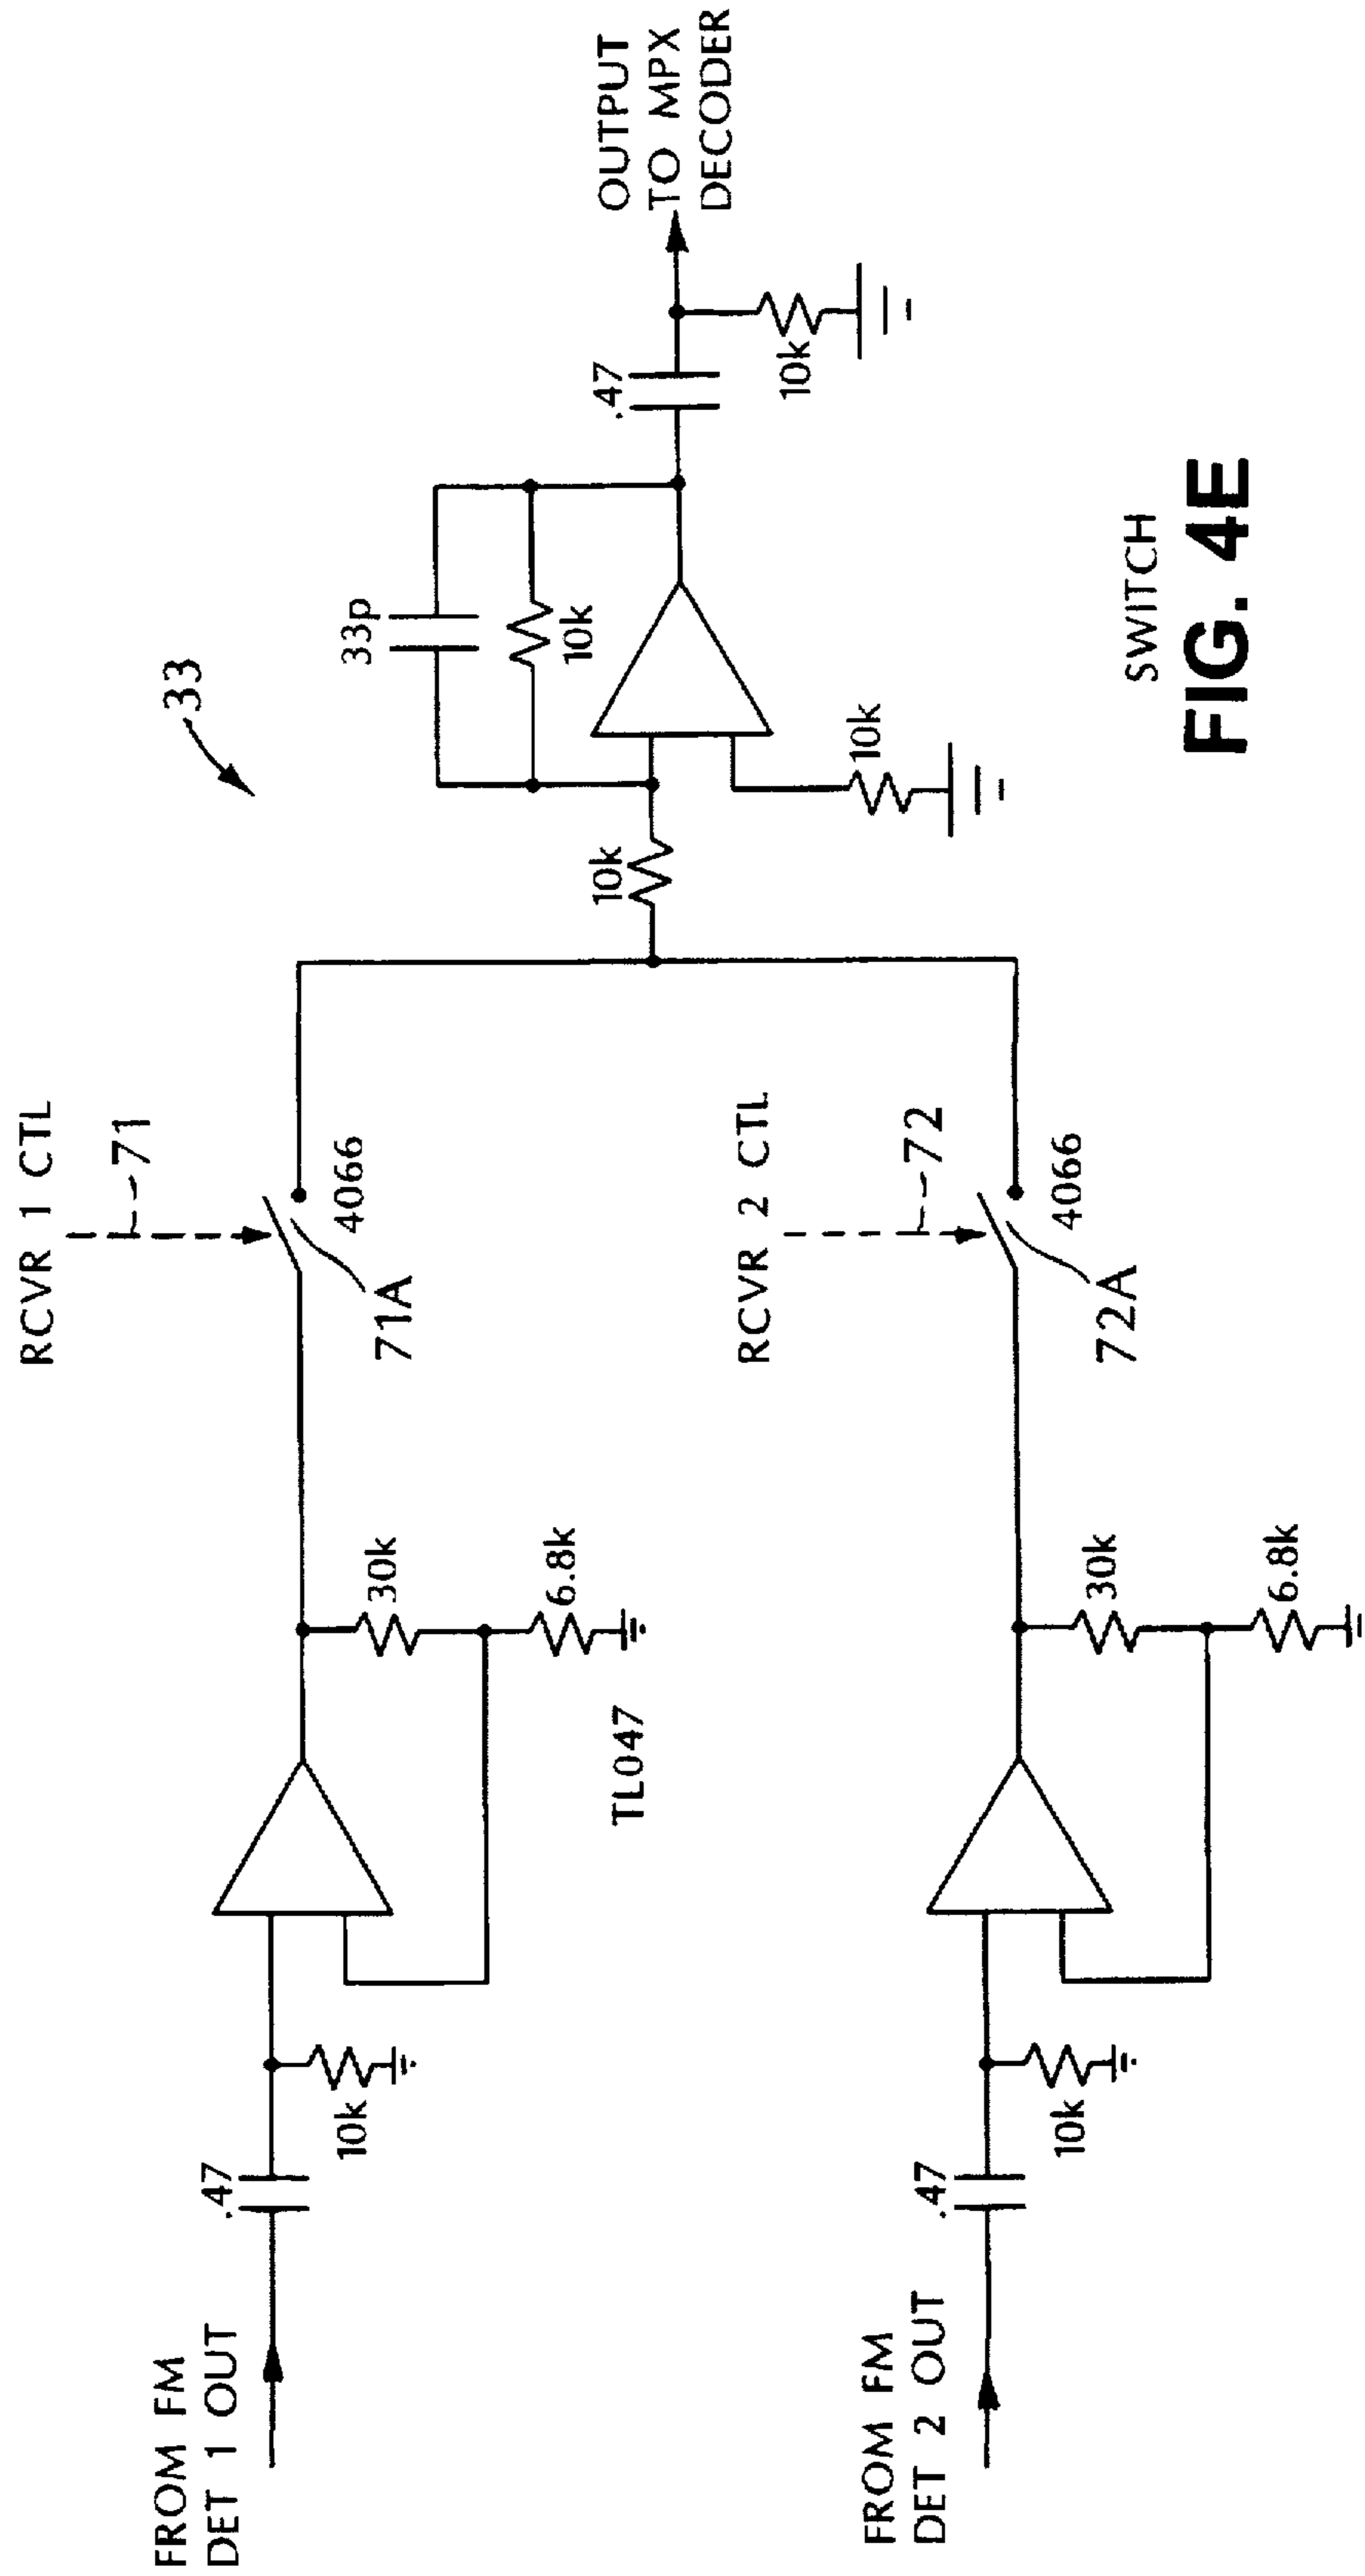 RCVR 1 CTL
71
33
33p
10k
.47
OUTPUT
TO MPX
DECODER
FROM FM
DET 1 OUT
.47
10k
30k
6.8k
TL047
71A
4066
10k
10k
10k
RCVR 2 CTL
72
FROM FM
DET 2 OUT
.47
10k
30k
6.8k
72A
4066
SWITCH
FIG. 4E